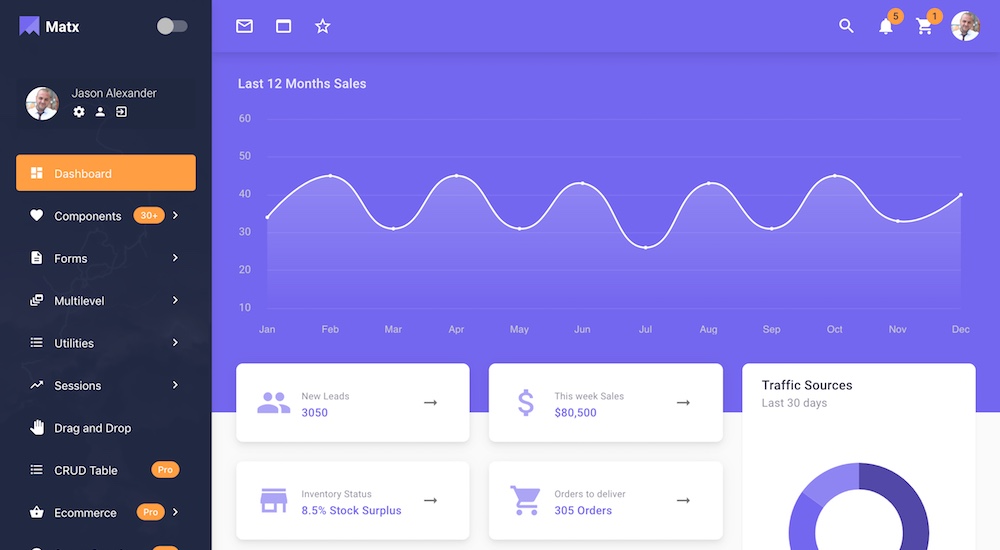 Matx
5
1
Jason Alexander
Dashboard
Components 30+
Forms
Multilevel
Utilities
Sessions
Drag and Drop
CRUD Table Pro
Ecommerce Pro
Last 12 Months Sales
60
50
40
30
20
10
Jan Feb Mar Apr May Jun Jul Aug Sep Oct Nov Dec
New Leads
3050
This week Sales
$80,500
Inventory Status
8.5% Stock Surplus
Orders to deliver
305 Orders
Traffic Sources
Last 30 days